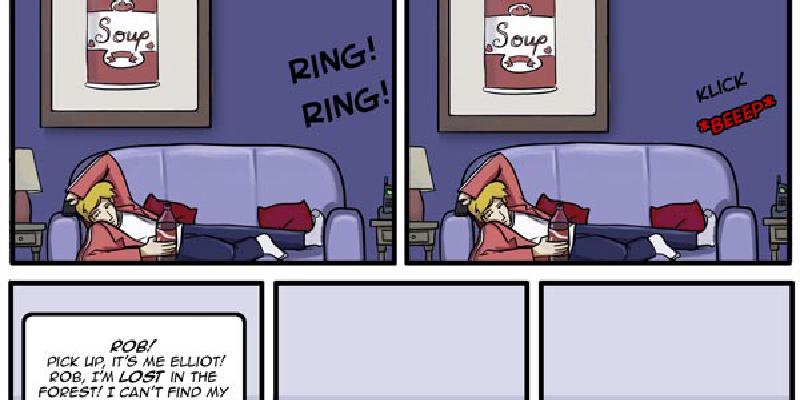 Soup
RING!
RING!
Soup
KLICK
*BEEEP*
ROB!
PICK UP, IT'S ME ELLIOT!
ROB, I'M LOST IN THE
FOREST! I CAN'T FIND MY